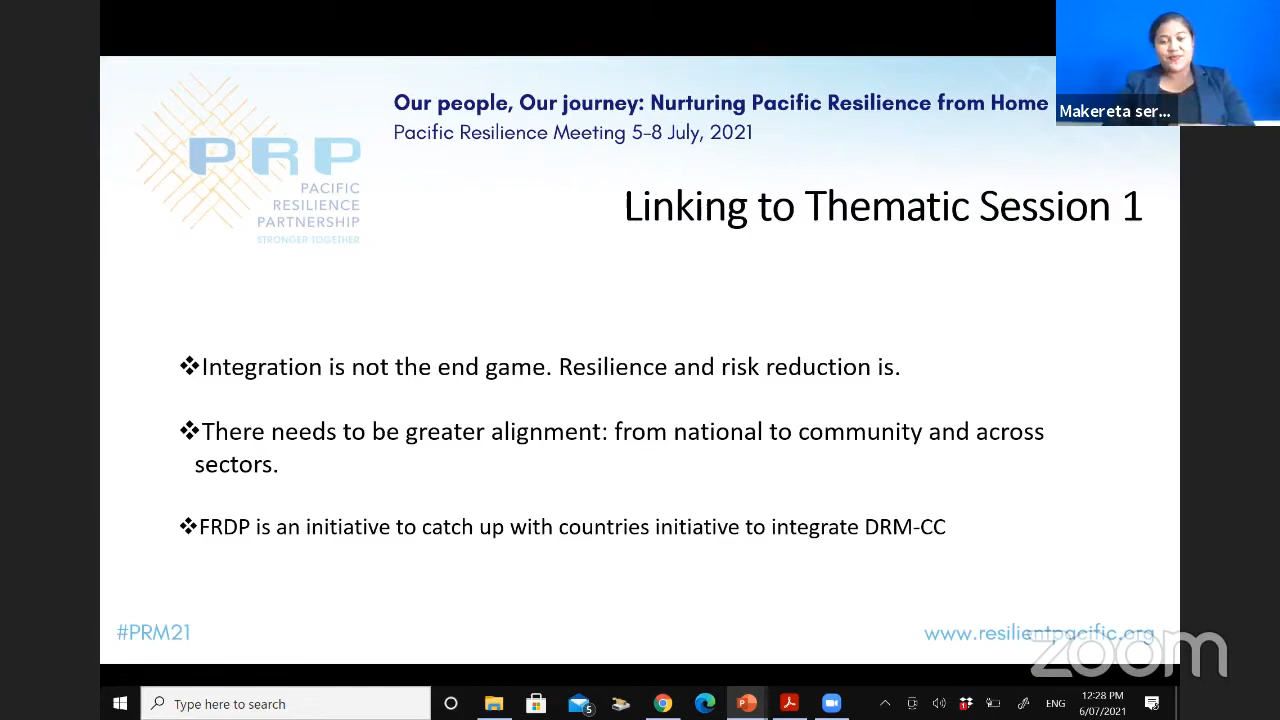 Our people, Our journey: Nurturing Pacific Resilience from Home
Makereta ser...
Pacific Resilience Meeting 5-8 July, 2021
PRP
PACIFIC
RESILIENCE
PARTNERSHIP
STRONGER TOGETHER
Linking to Thematic Session 1
❖Integration is not the end game. Resilience and risk reduction is.
❖There needs to be greater alignment: from national to community and across
sectors.
❖FRDP is an initiative to catch up with countries initiative to integrate DRM-CC
#PRM21
www.resilientpacific.org
zoom
Type here to search
5
ENG
12:28 PM
6/07/2021